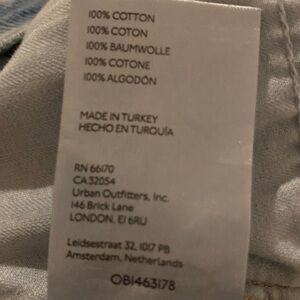 100% COTTON
100% COTON
100% BAUMWOLLE
100% COTONE
100% ALGODÓN
MADE IN TURKEY
HECHO EN TURQUÍA
RN 66170
CA 32054
Urban Outfitters, Inc.
146 Brick Lane
LONDON, E1 6RU
Leidsestraat 32, 1017 PB
Amsterdam, Netherlands
OB1463178